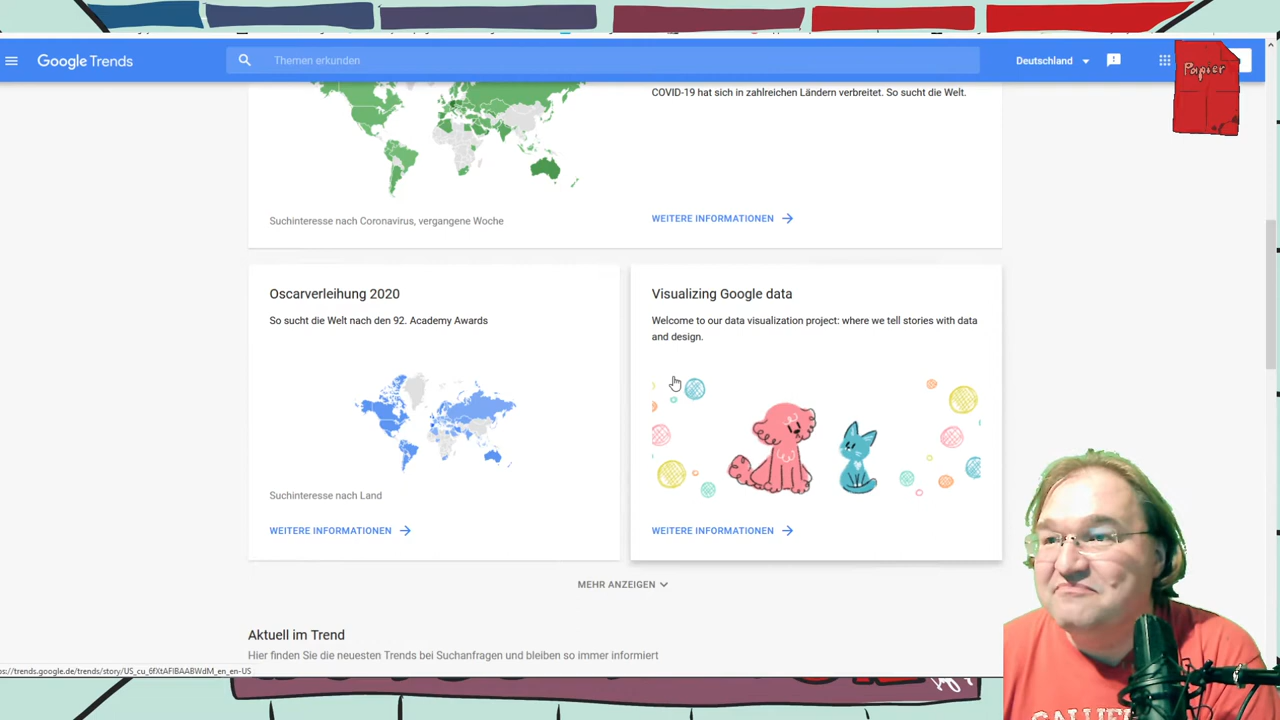 Google Trends
Themen erkunden
Deutschland
Papier
COVID-19 hat sich in zahlreichen Ländern verbreitet. So sucht die Welt.
Suchinteresse nach Coronavirus, vergangene Woche
WEITERE INFORMATIONEN
Oscarverleihung 2020
So sucht die Welt nach den 92. Academy Awards
Suchinteresse nach Land
WEITERE INFORMATIONEN
Visualizing Google data
Welcome to our data visualization project: where we tell stories with data
and design.
WEITERE INFORMATIONEN
MEHR ANZEIGEN
Aktuell im Trend
Hier finden Sie die neuesten Trends bei Suchanfragen und bleiben so immer informiert